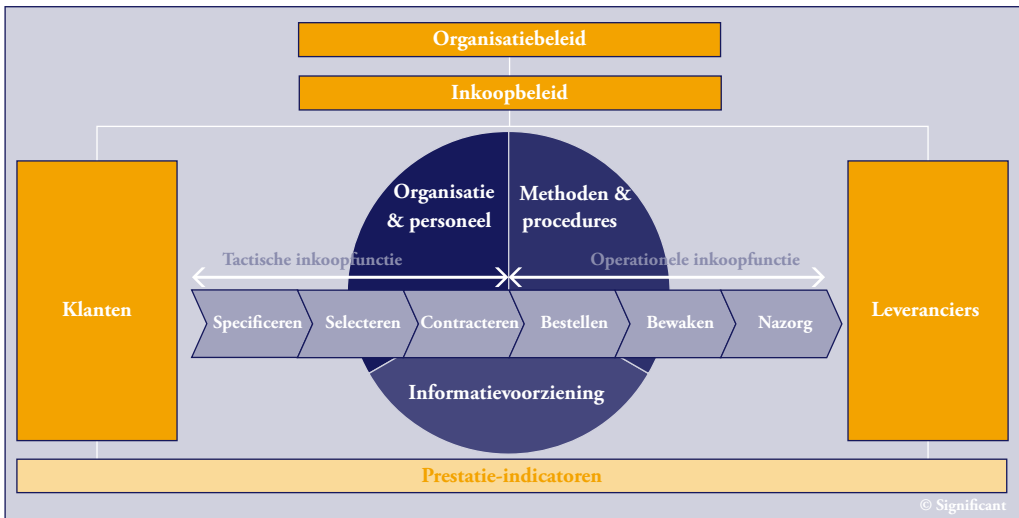 Organisatiebeleid
Inkoopbeleid
Organisatie
& personeel
Methoden &
procedures
Tactische inkoopfunctie
Operationele inkoopfunctie
Klanten
Specificeren
Selecteren
Contracteren
Bestellen
Bewaken
Nazorg
Leveranciers
Informatievoorziening
Prestatie-indicatoren
© Significant